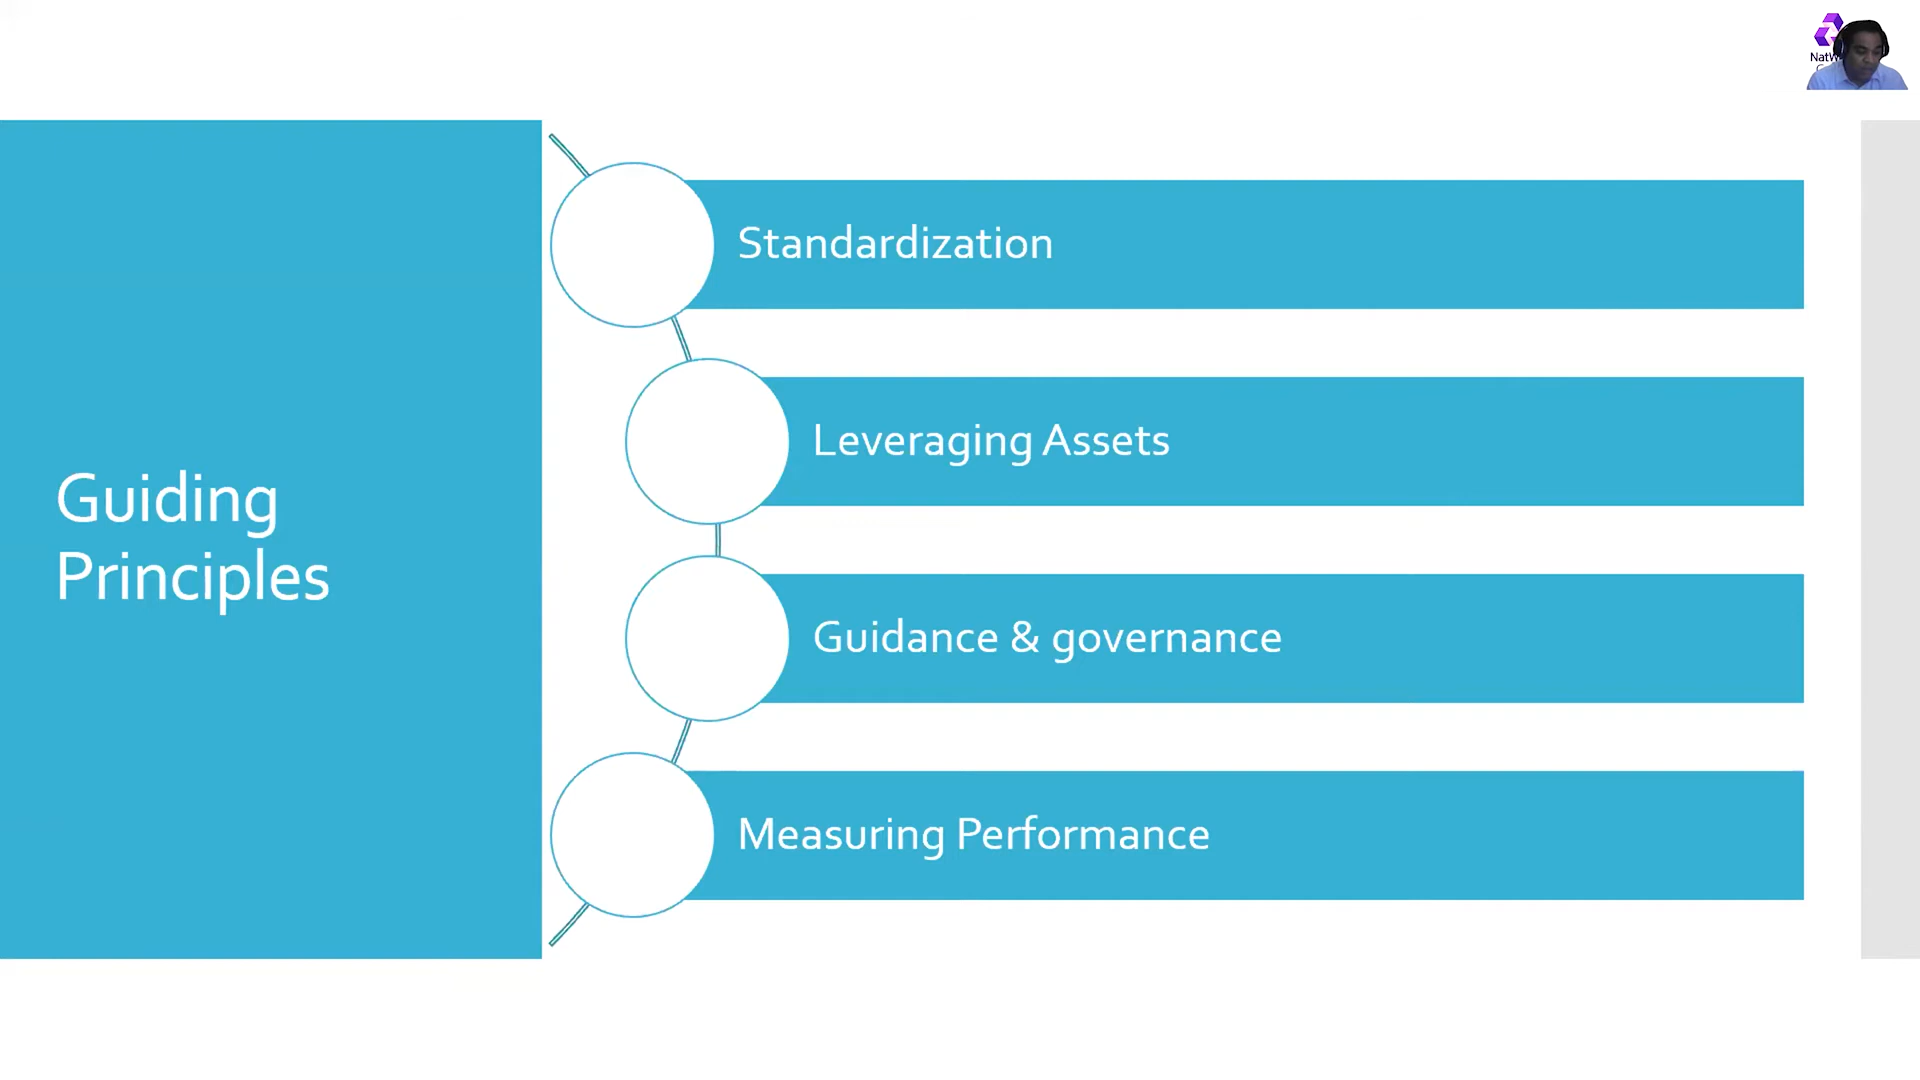 Guiding
Principles
Standardization
Leveraging Assets
Guidance & governance
Measuring Performance